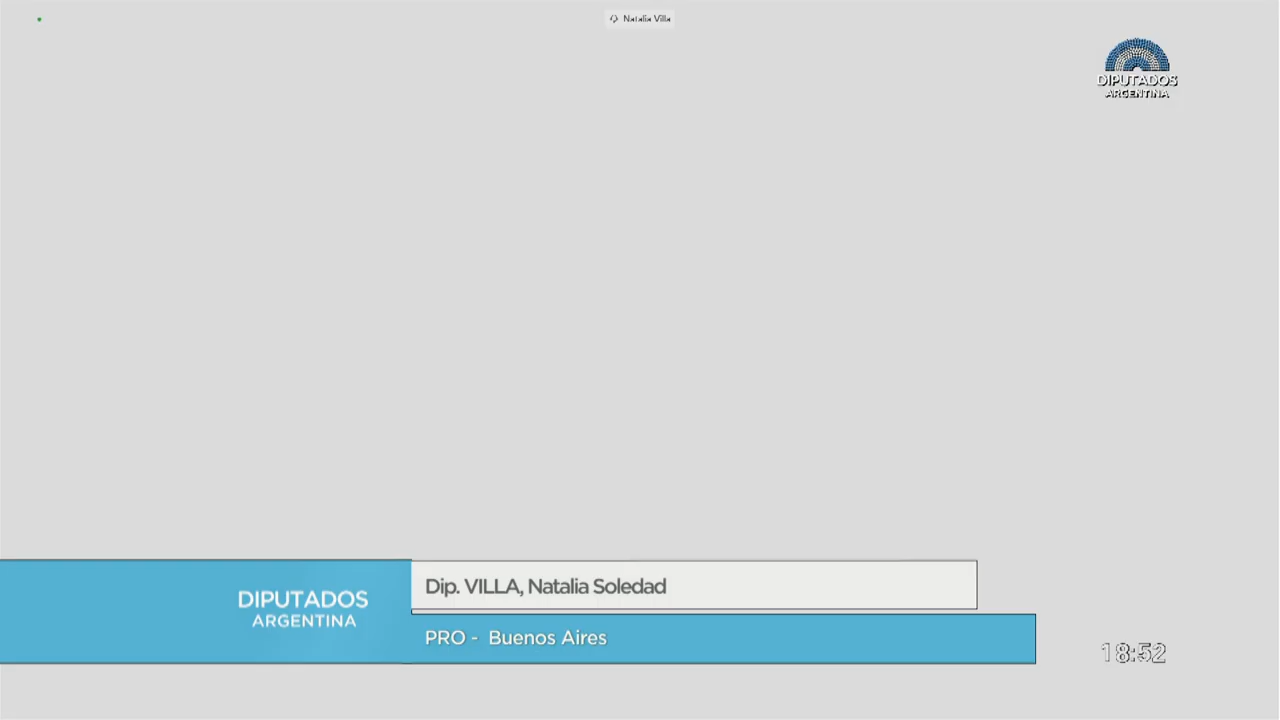 Natalia Villa
DIPUTADOS
ARGENTINA
Dip. VILLA, Natalia Soledad
DIPUTADOS
ARGENTINA
PRO - Buenos Aires
18:52